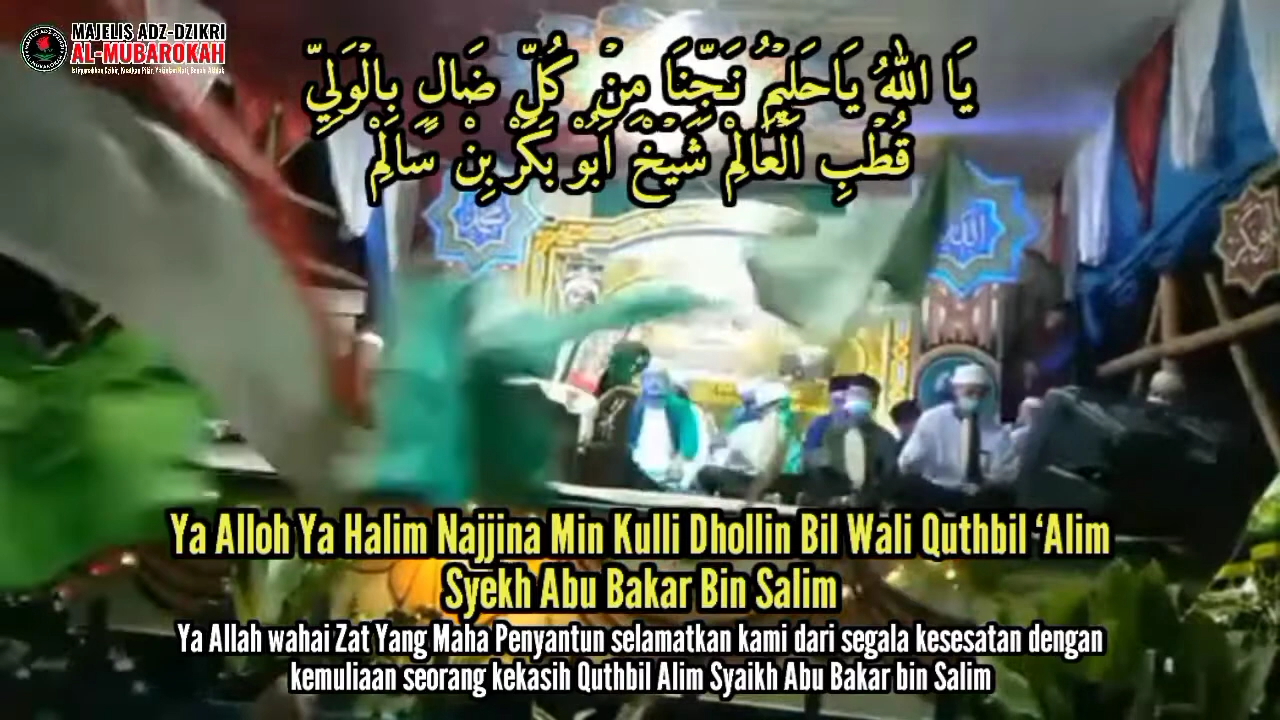 MAJELIS ADZ-DZIKRI
AL-MUBAROKAH
يَا اللهُ يَاحَلِيْمُ نَجِّنَا مِنْ كُلِّ ضَالٍ بِالْوَلِيِّ
قُطْبِ الْعَالِمْ شَيْخْ اَبُوْ بَكَرْ بِنْ سَالِمْ
الله
Ya Alloh Ya Halim Najjina Min Kulli Dhollin Bil Wali Quthbil ‘Alim
Syekh Abu Bakar Bin Salim
Ya Allah wahai Zat Yang Maha Penyantun selamatkan kami dari segala kesesatan dengan
kemuliaan seorang kekasih Quthbil Alim Syaikh Abu Bakar bin Salim